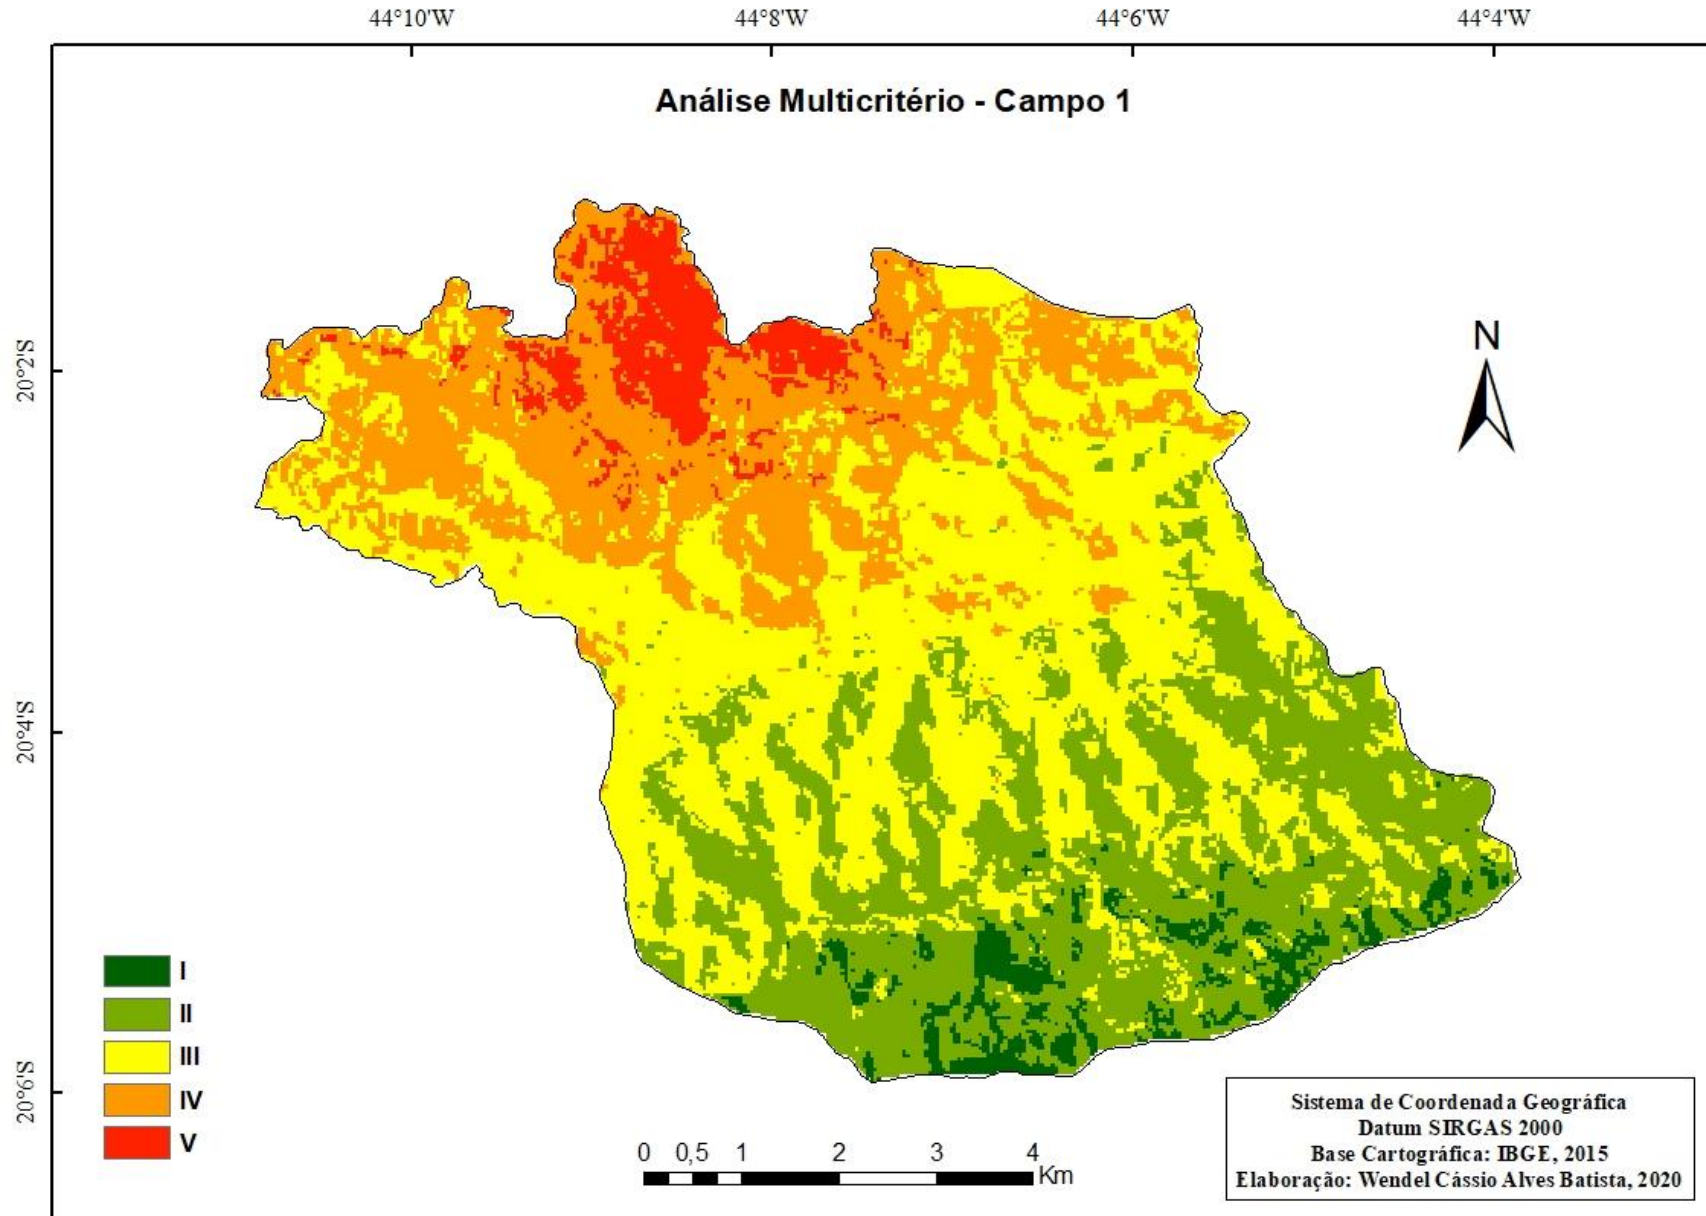 44°10'W 44°8'W 44°6'W 44°4'W
Análise Multicritério - Campo 1
N
20°2'S
20°4'S
20°6'S
I
II
III
IV
V
0 0,5 1 2 3 4
Km
Sistema de Coordenada Geográfica
Datum SIRGAS 2000
Base Cartográfica: IBGE, 2015
Elaboração: Wendel Cássio Alves Batista, 2020